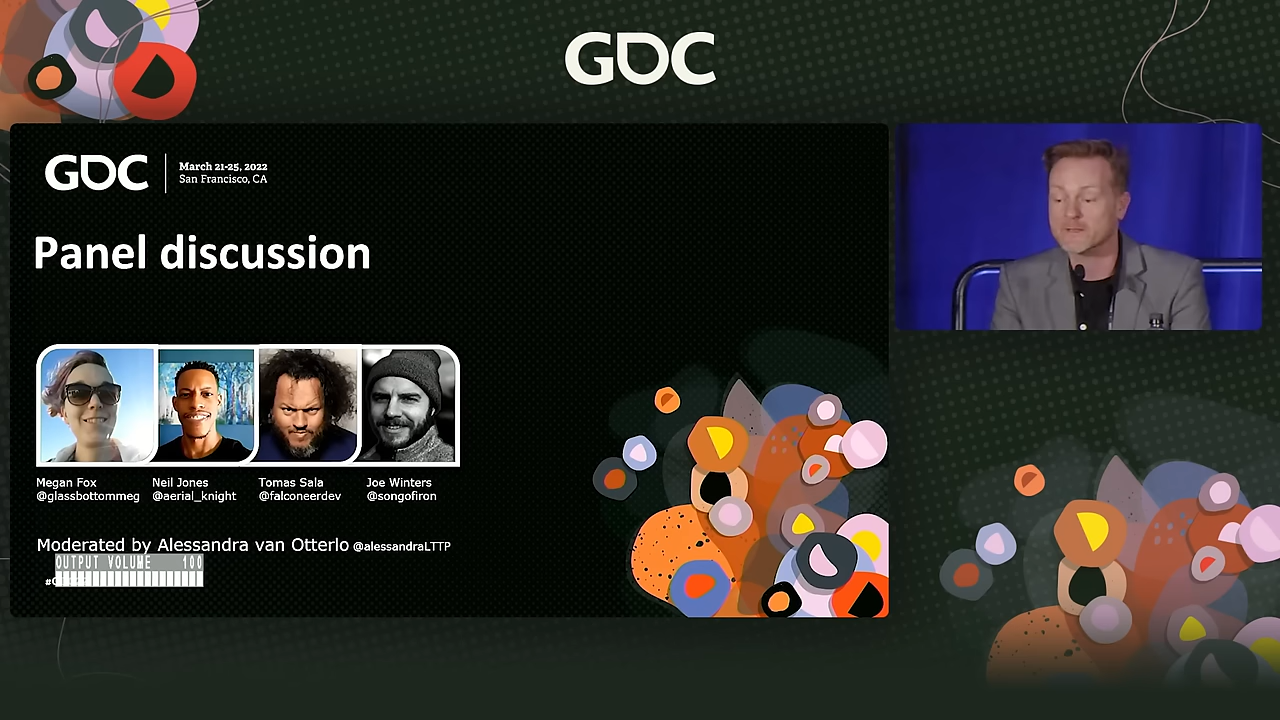 GDC
GDC
March 21-25, 2022
San Francisco, CA
Panel discussion
Megan Fox
@glassbottommeg
Neil Jones
@aerial_knight
Tomas Sala
@falconeerdev
Joe Winters
@songofiron
Moderated by Alessandra van Otterlo @alessandraLTTP
OUTPUT VOLUME 100